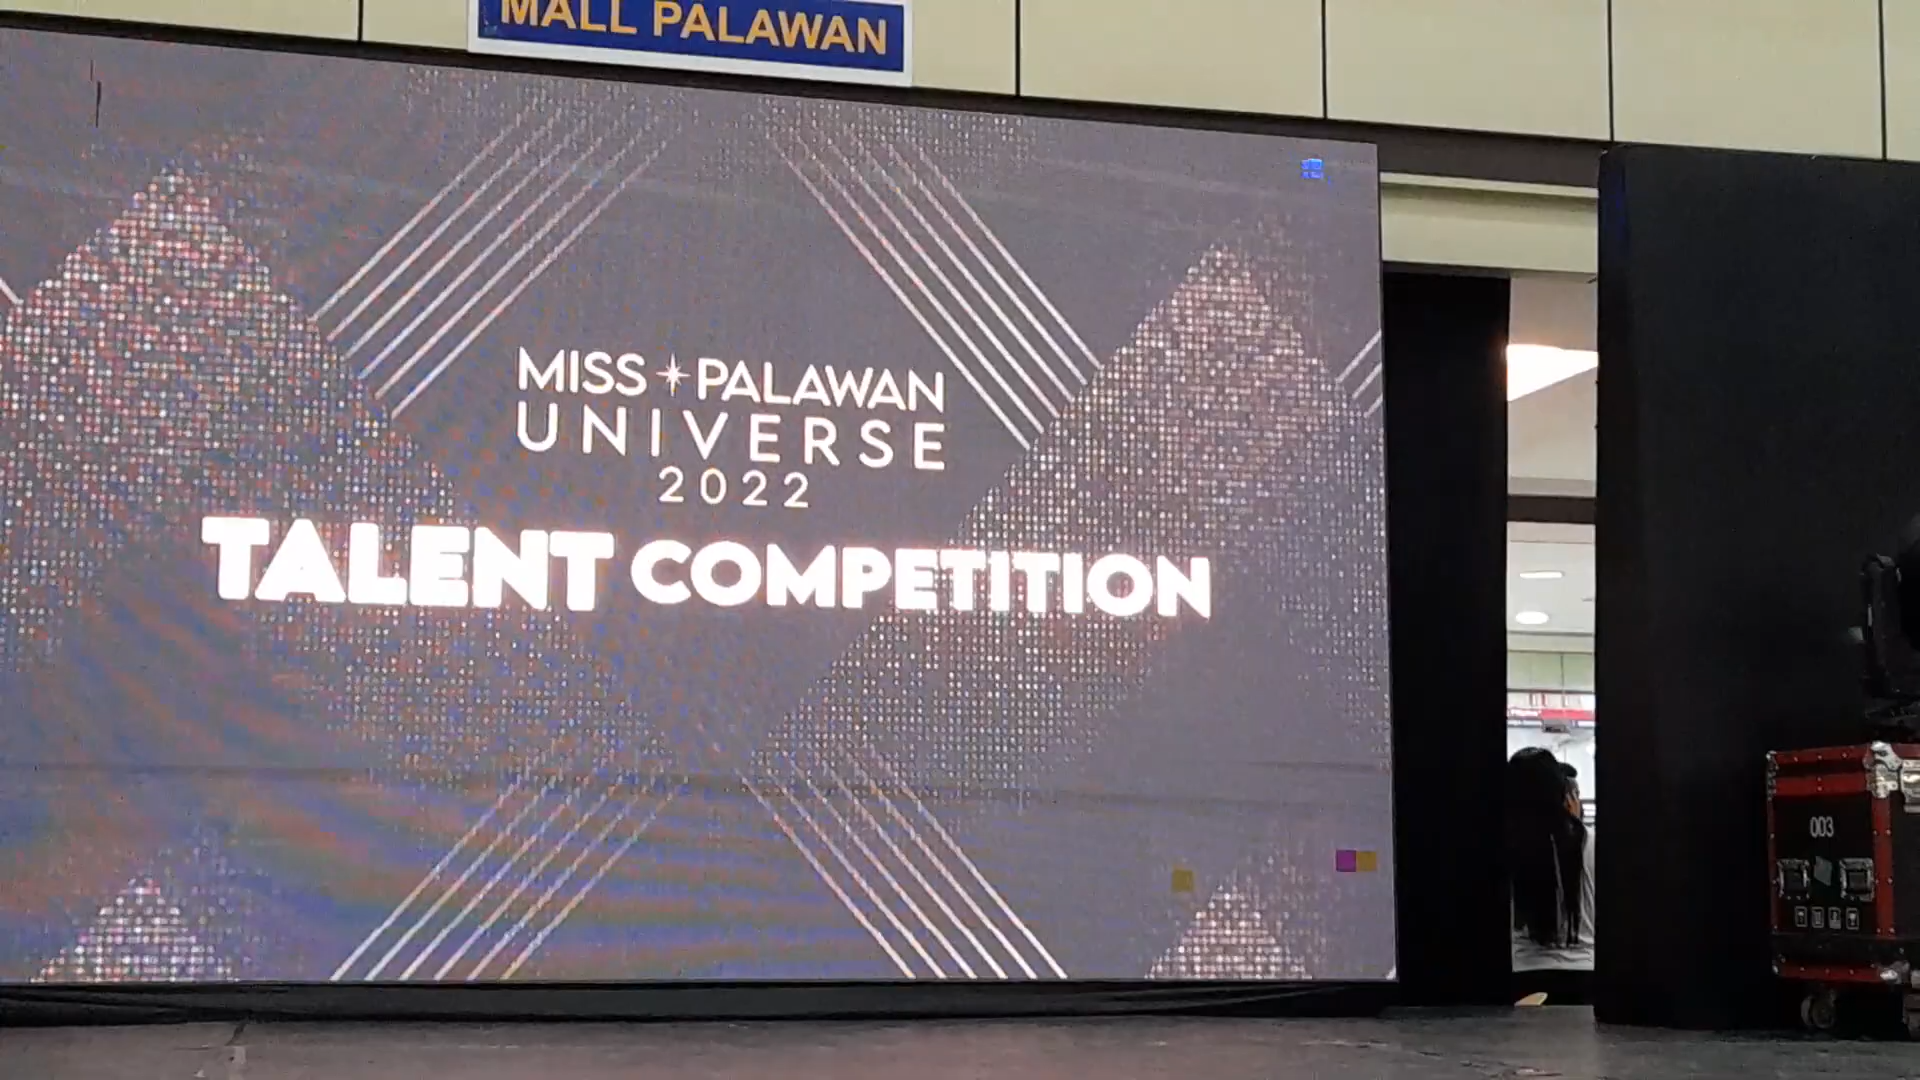 MALL PALAWAN
MISS PALAWAN
UNIVERSE
2022
TALENT COMPETITION
003